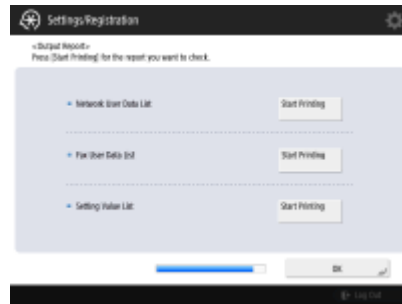 Settings/Registration
<Output Report>
Press [Start Printing] for the report you want to check.
Network User Data List
Start Printing
Fax User Data List
Start Printing
Setting Value List
Start Printing
OK
Log Out